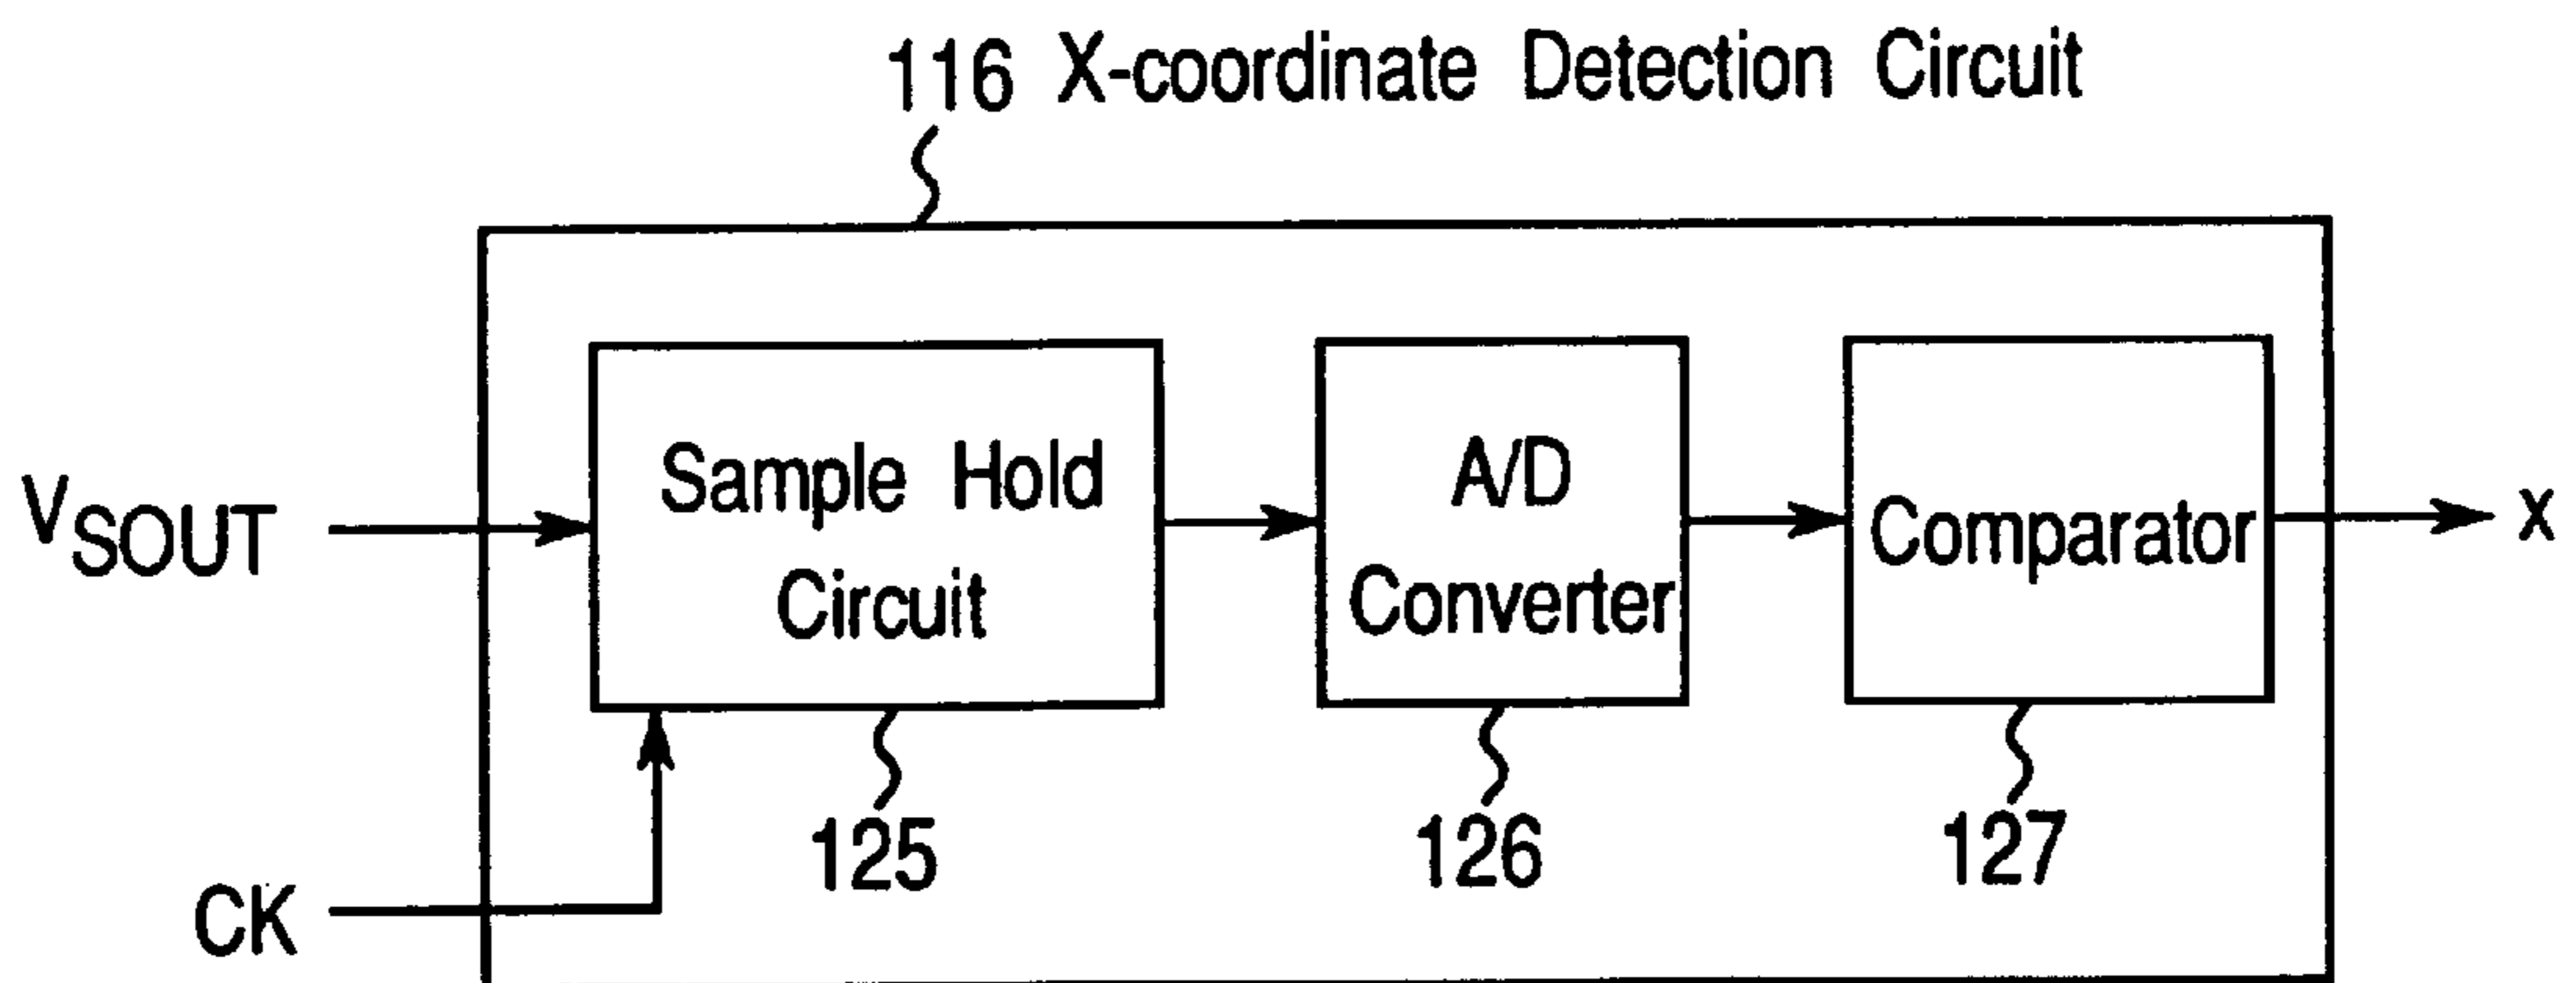 116 X-coordinate Detection Circuit
VSOUT
Sample Hold
Circuit
A/D
Converter
Comparator
x
CK
125
126
127